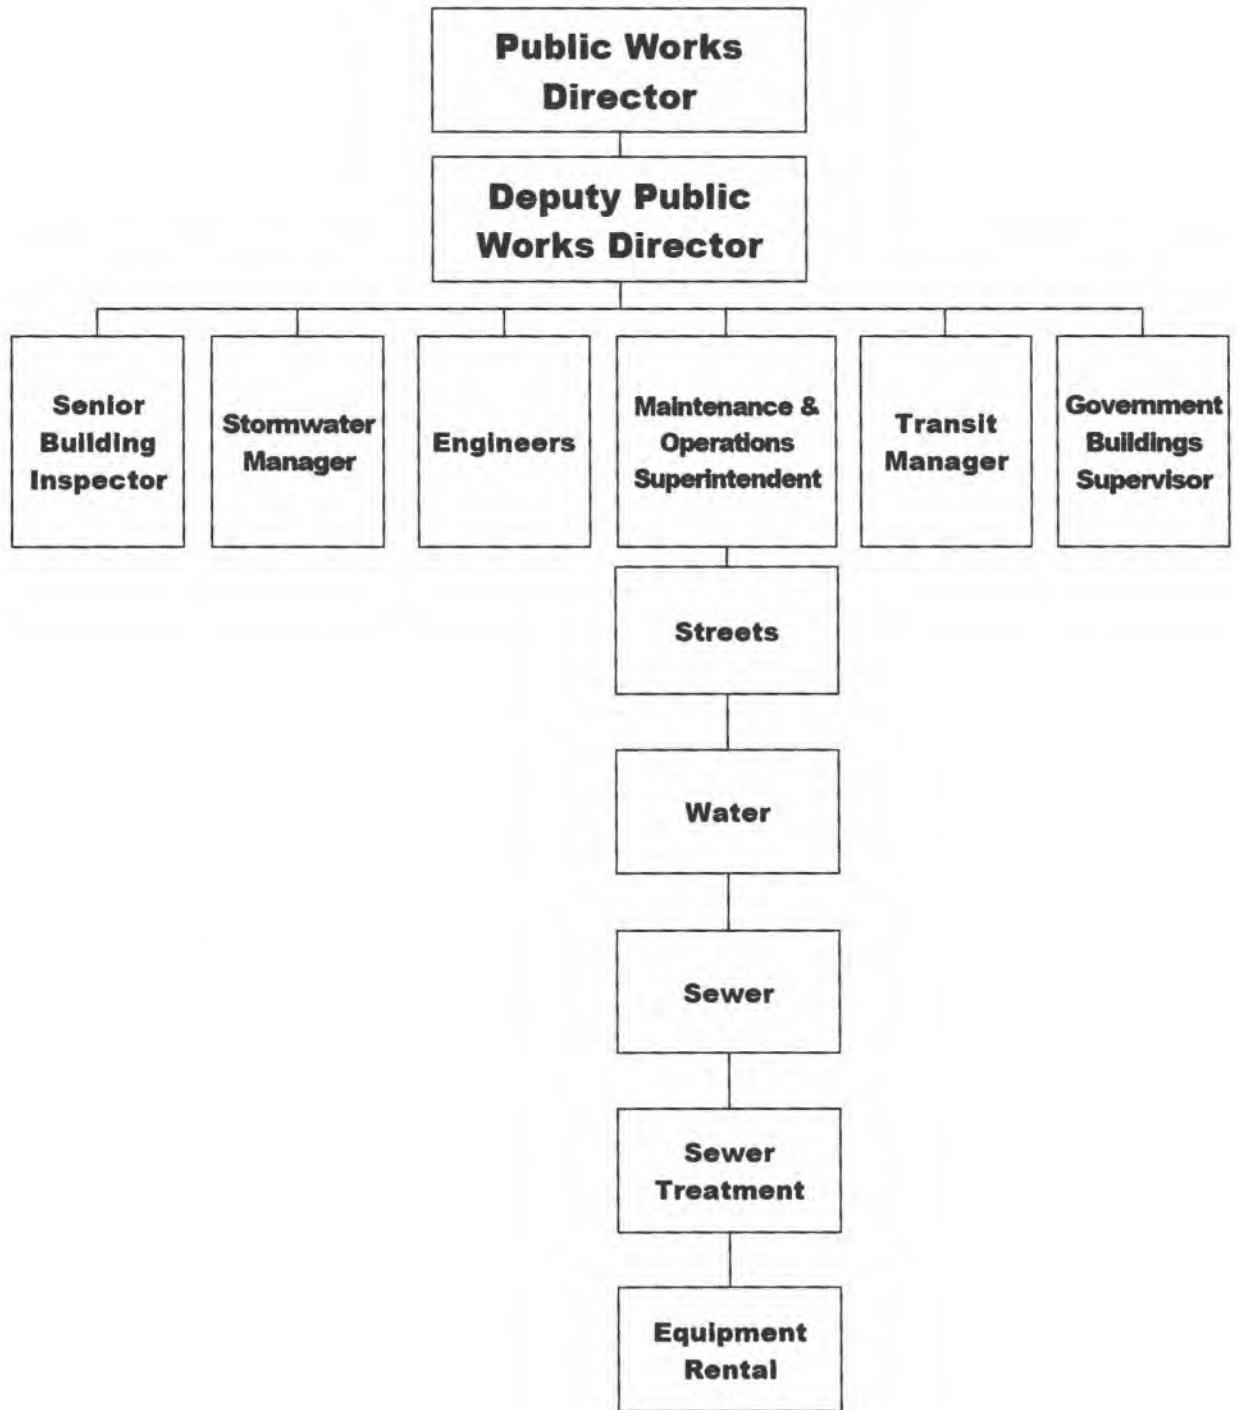 Public Works
Director
Deputy Public
Works Director
Senior
Building
Inspector
Stormwater
Manager
Engineers
Maintenance &
Operations
Superintendent
Transit
Manager
Government
Buildings
Supervisor
Streets
Water
Sewer
Sewer
Treatment
Equipment
Rental